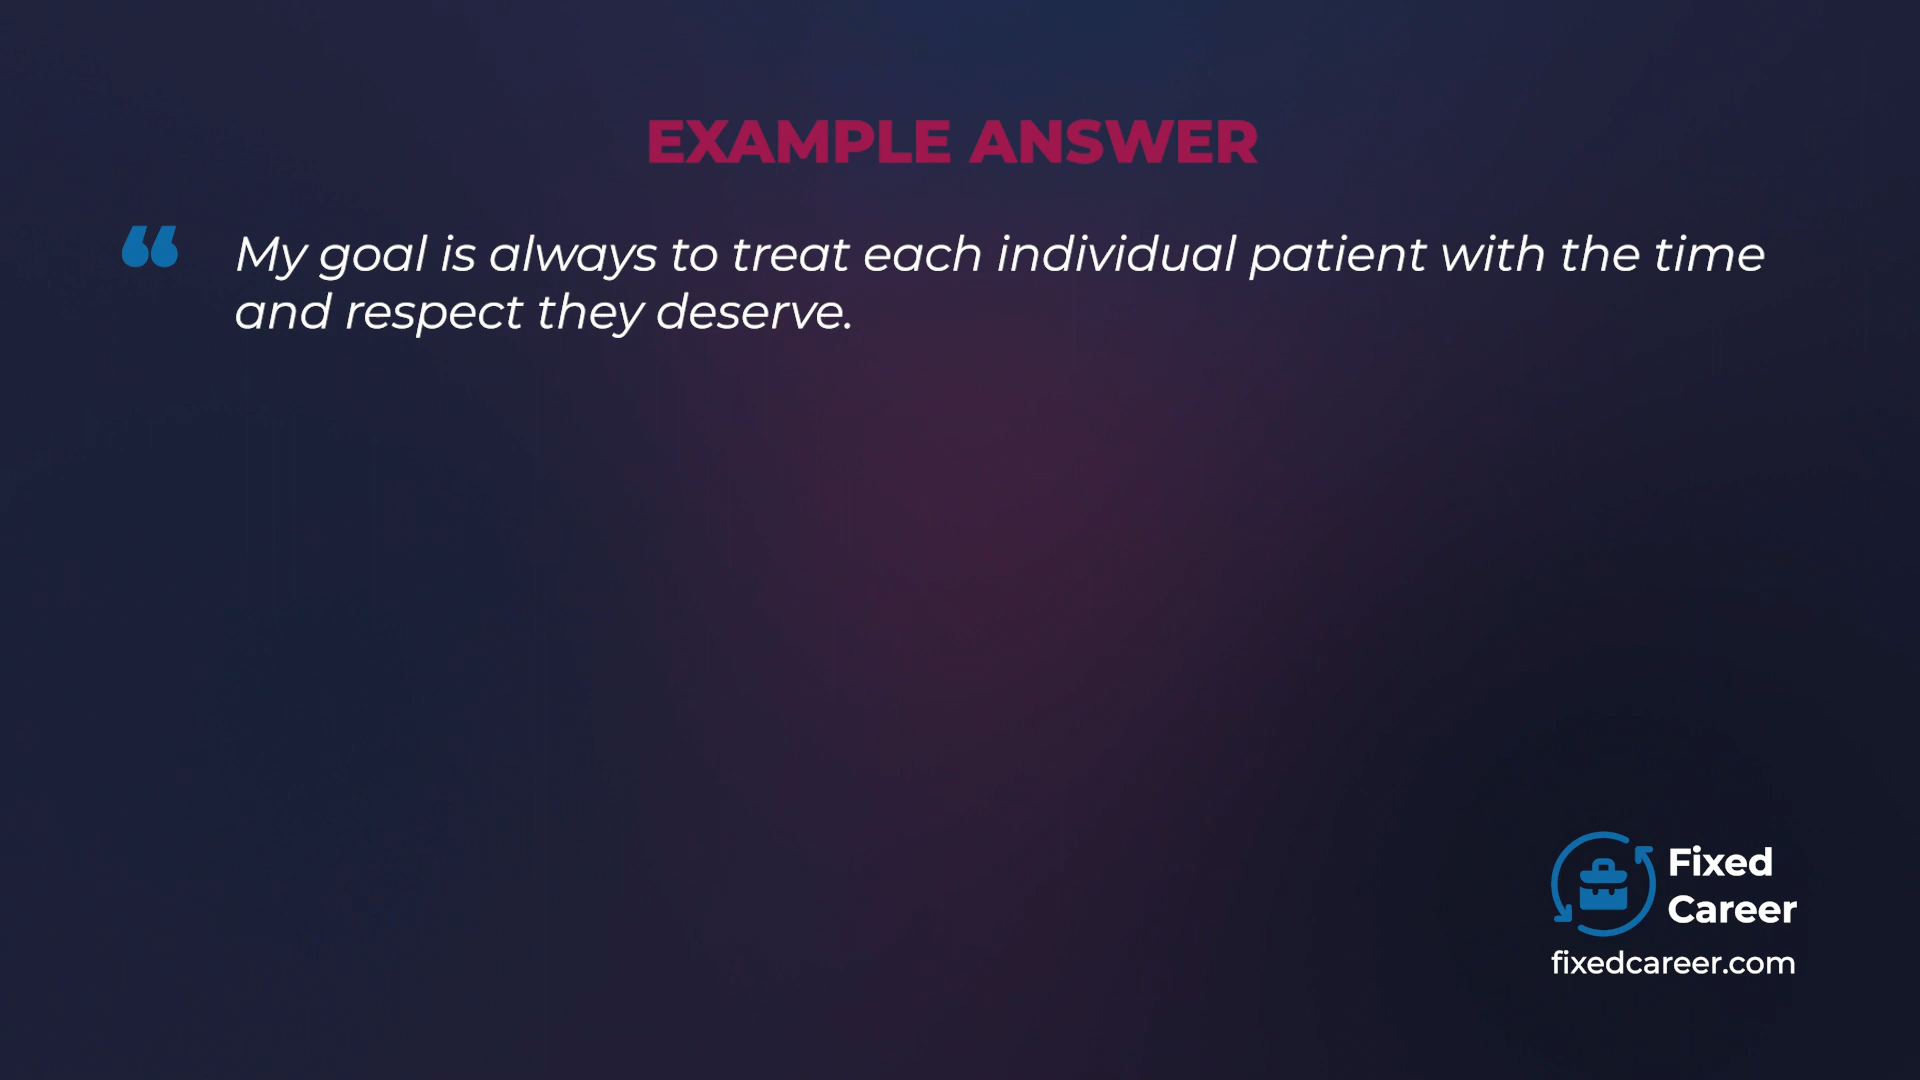 EXAMPLE ANSWER
“ My goal is always to treat each individual patient with the time
and respect they deserve.
Fixed
Career
fixedcareer.com